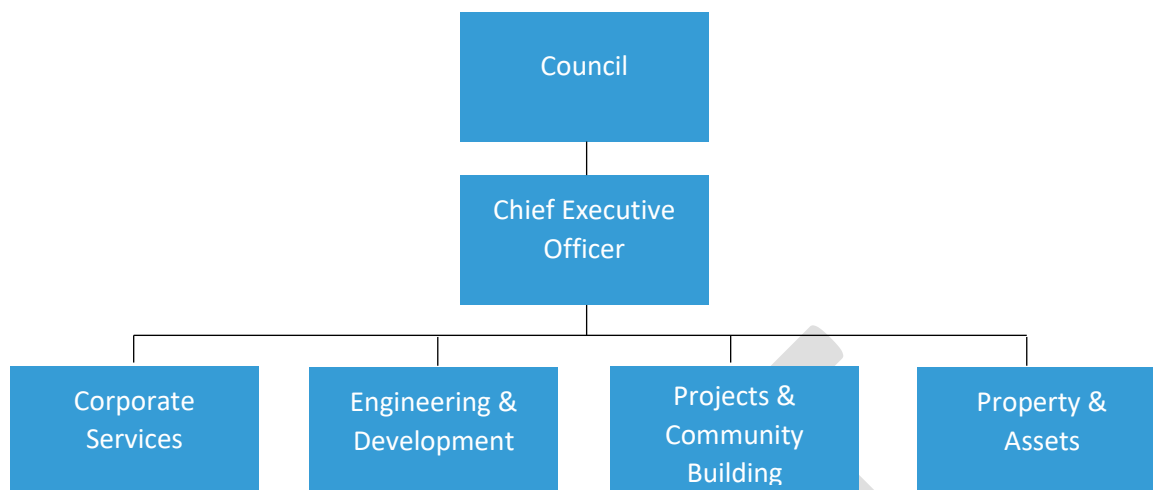 Council
Chief Executive
Officer
Corporate
Services
Engineering &
Development
Projects &
Community
Building
Property &
Assets